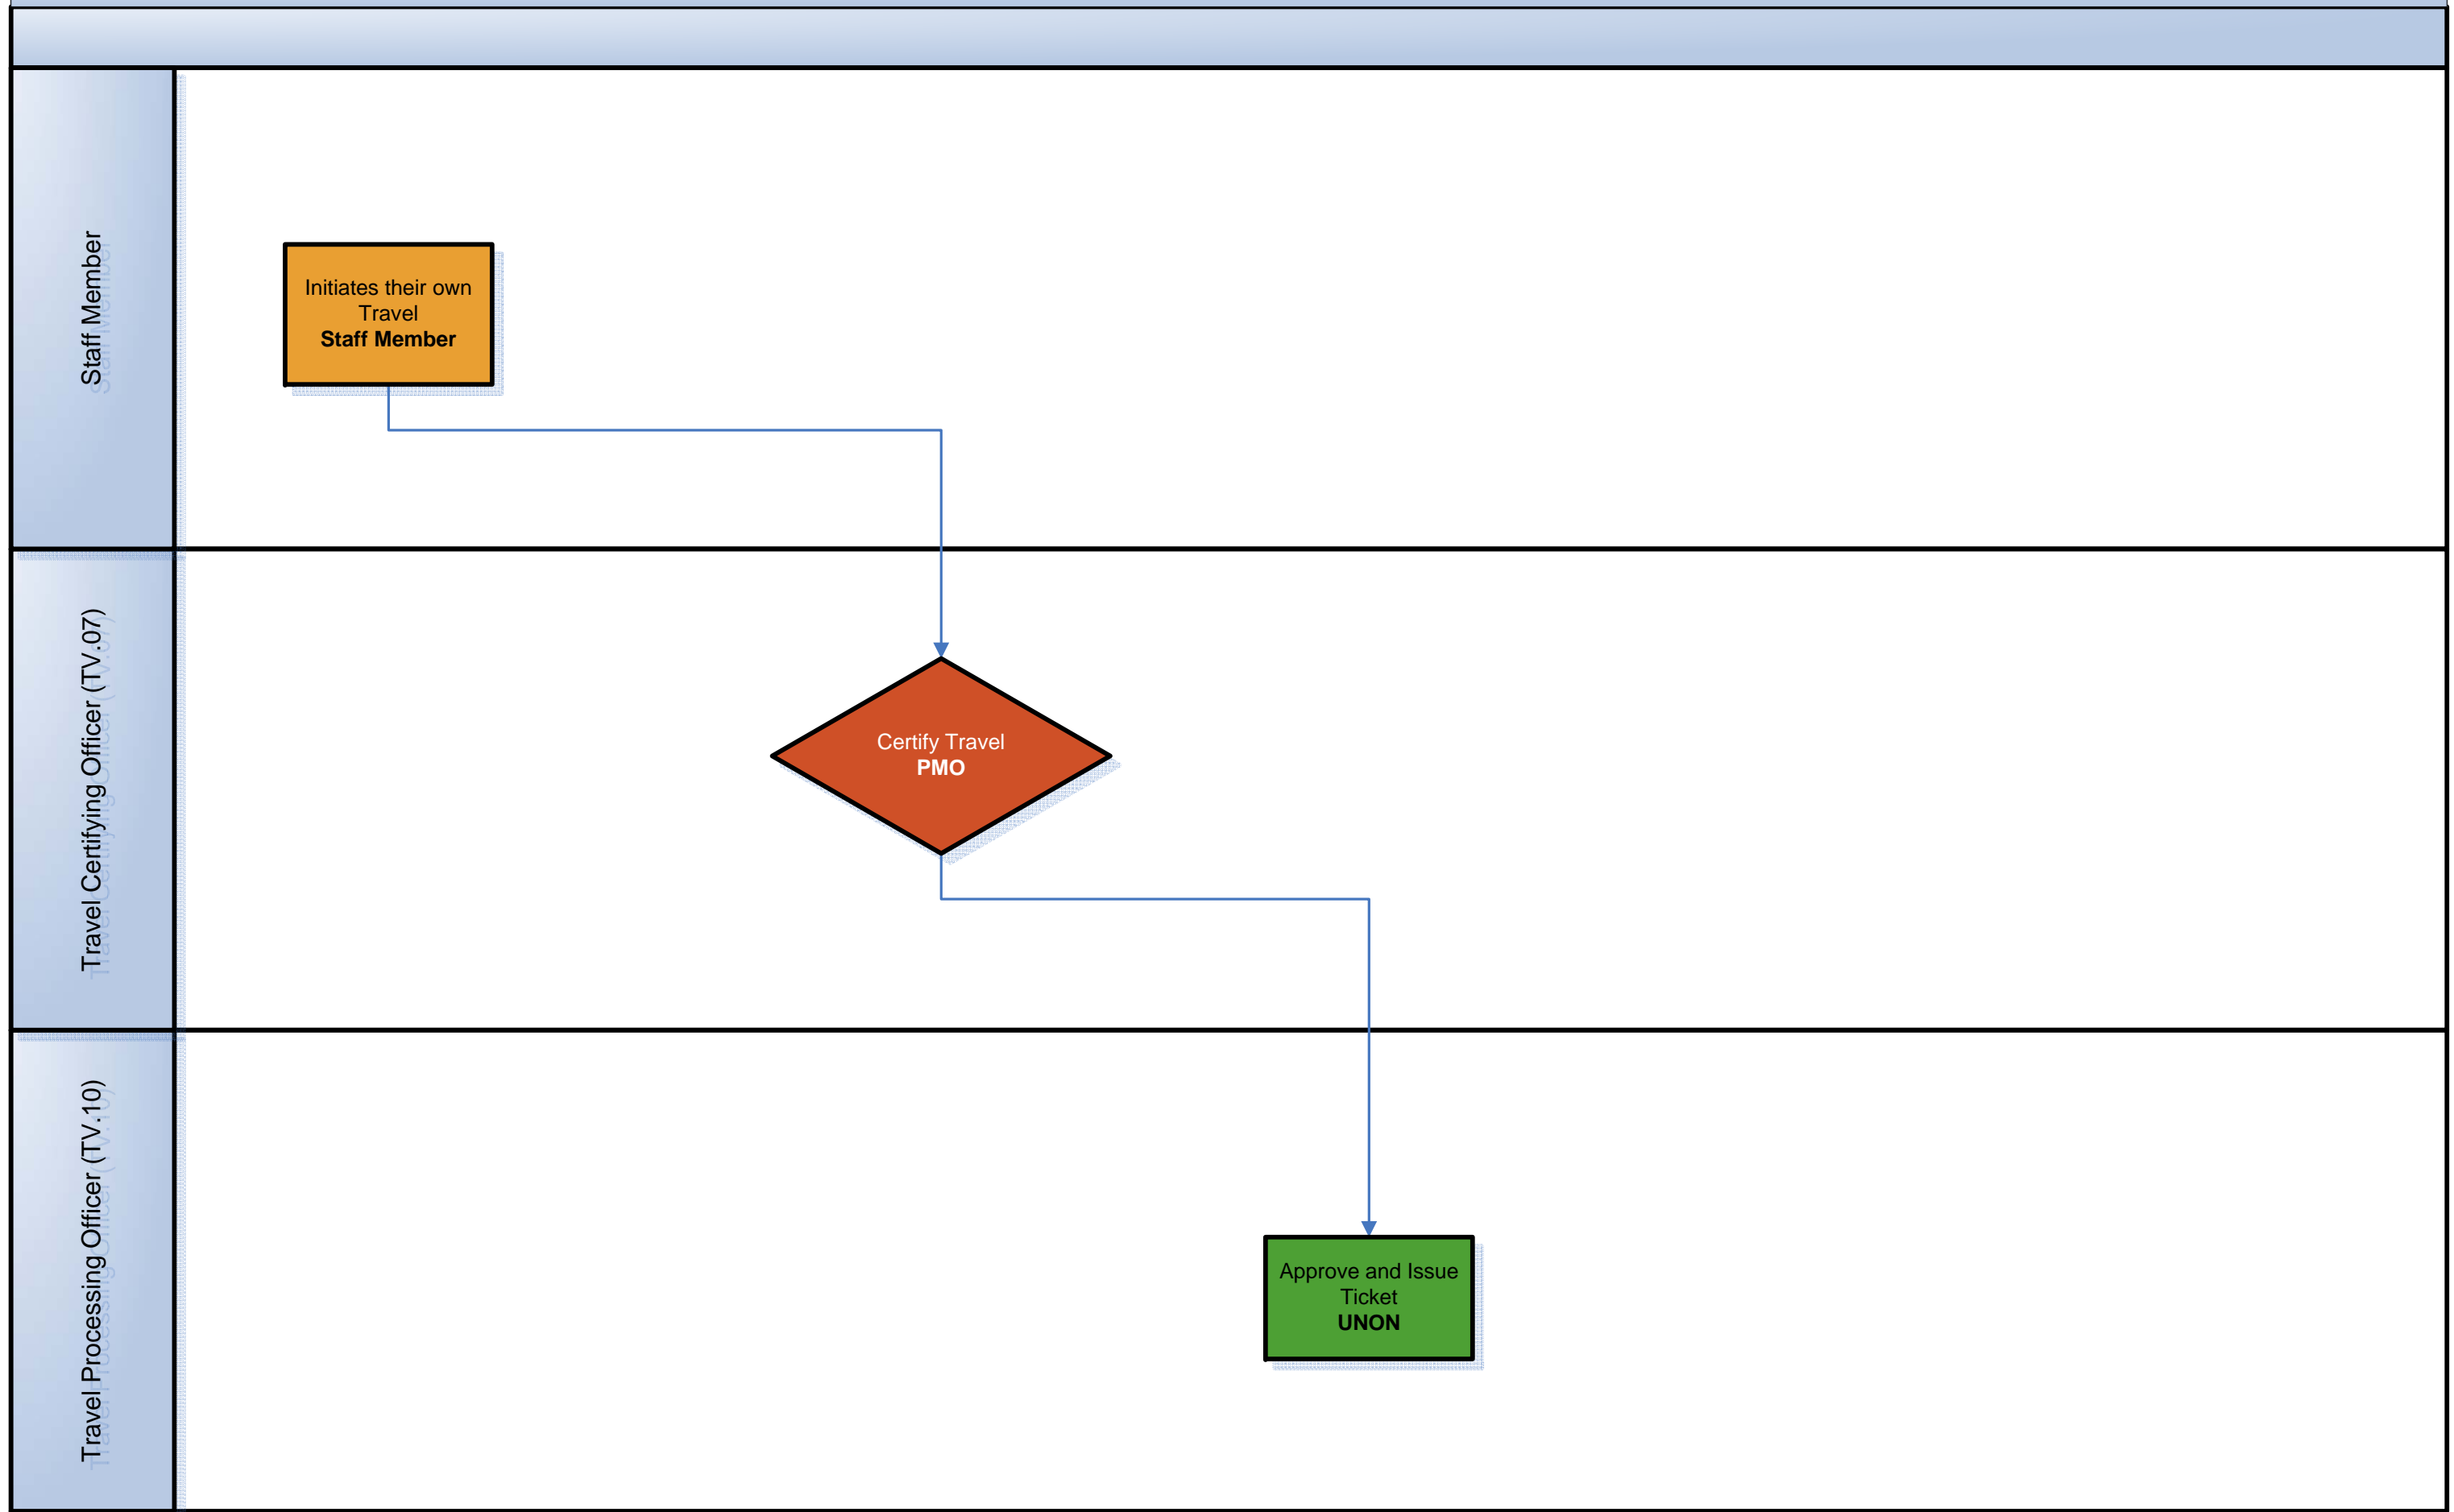 Staff Member
Initiates their own
Travel
Staff Member
Travel Certifying Officer (TV.07)
Certify Travel
PMO
Travel Processing Officer (TV.10)
Approve and Issue
Ticket
UNON